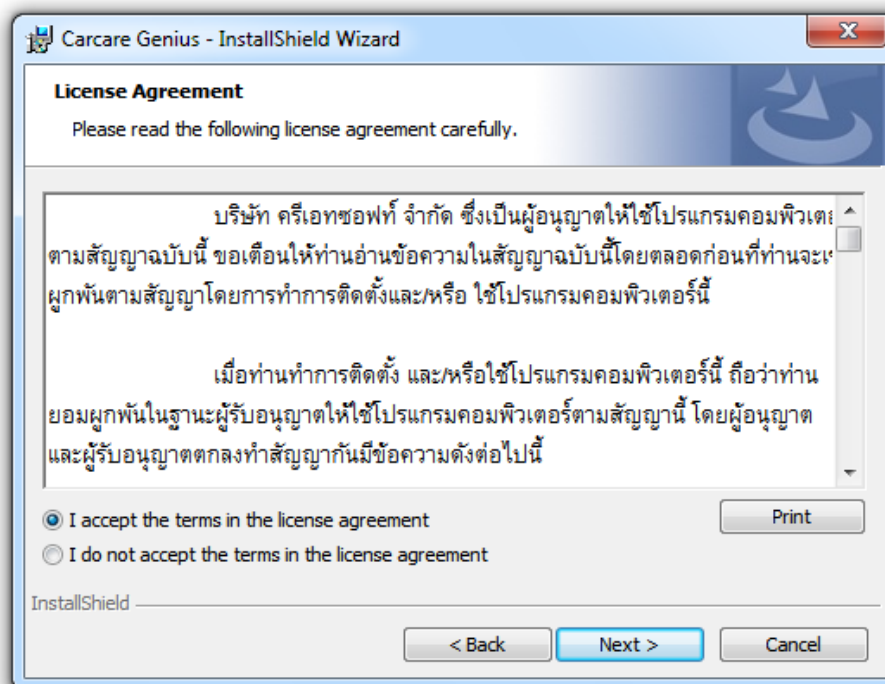 Carcare Genius - InstallShield Wizard
License Agreement
Please read the following license agreement carefully.
บริษัท ครีเอทซอฟท์ จำกัด ซึ่งเป็นผู้อนุญาตให้ใช้โปรแกรมคอมพิวเตอ
ตามสัญญาฉบับนี้ ขอเตือนให้ท่านอ่านข้อความในสัญญาฉบับนี้โดยตลอดก่อนที่ท่านจะ
ผูกพันตามสัญญาโดยการทำการติดตั้งและ/หรือ ใช้โปรแกรมคอมพิวเตอร์นี้
เมื่อท่านทำการติดตั้ง และ/หรือใช้โปรแกรมคอมพิวเตอร์นี้ ถือว่าท่าน
ยอมผูกพันในฐานะผู้รับอนุญาตให้ใช้โปรแกรมคอมพิวเตอร์ตามสัญญานี้ โดยผู้อนุญาต
และผู้รับอนุญาตตกลงทำสัญญากันมีข้อความดังต่อไปนี้
I accept the terms in the license agreement
Print
I do not accept the terms in the license agreement
InstallShield
< Back
Next >
Cancel